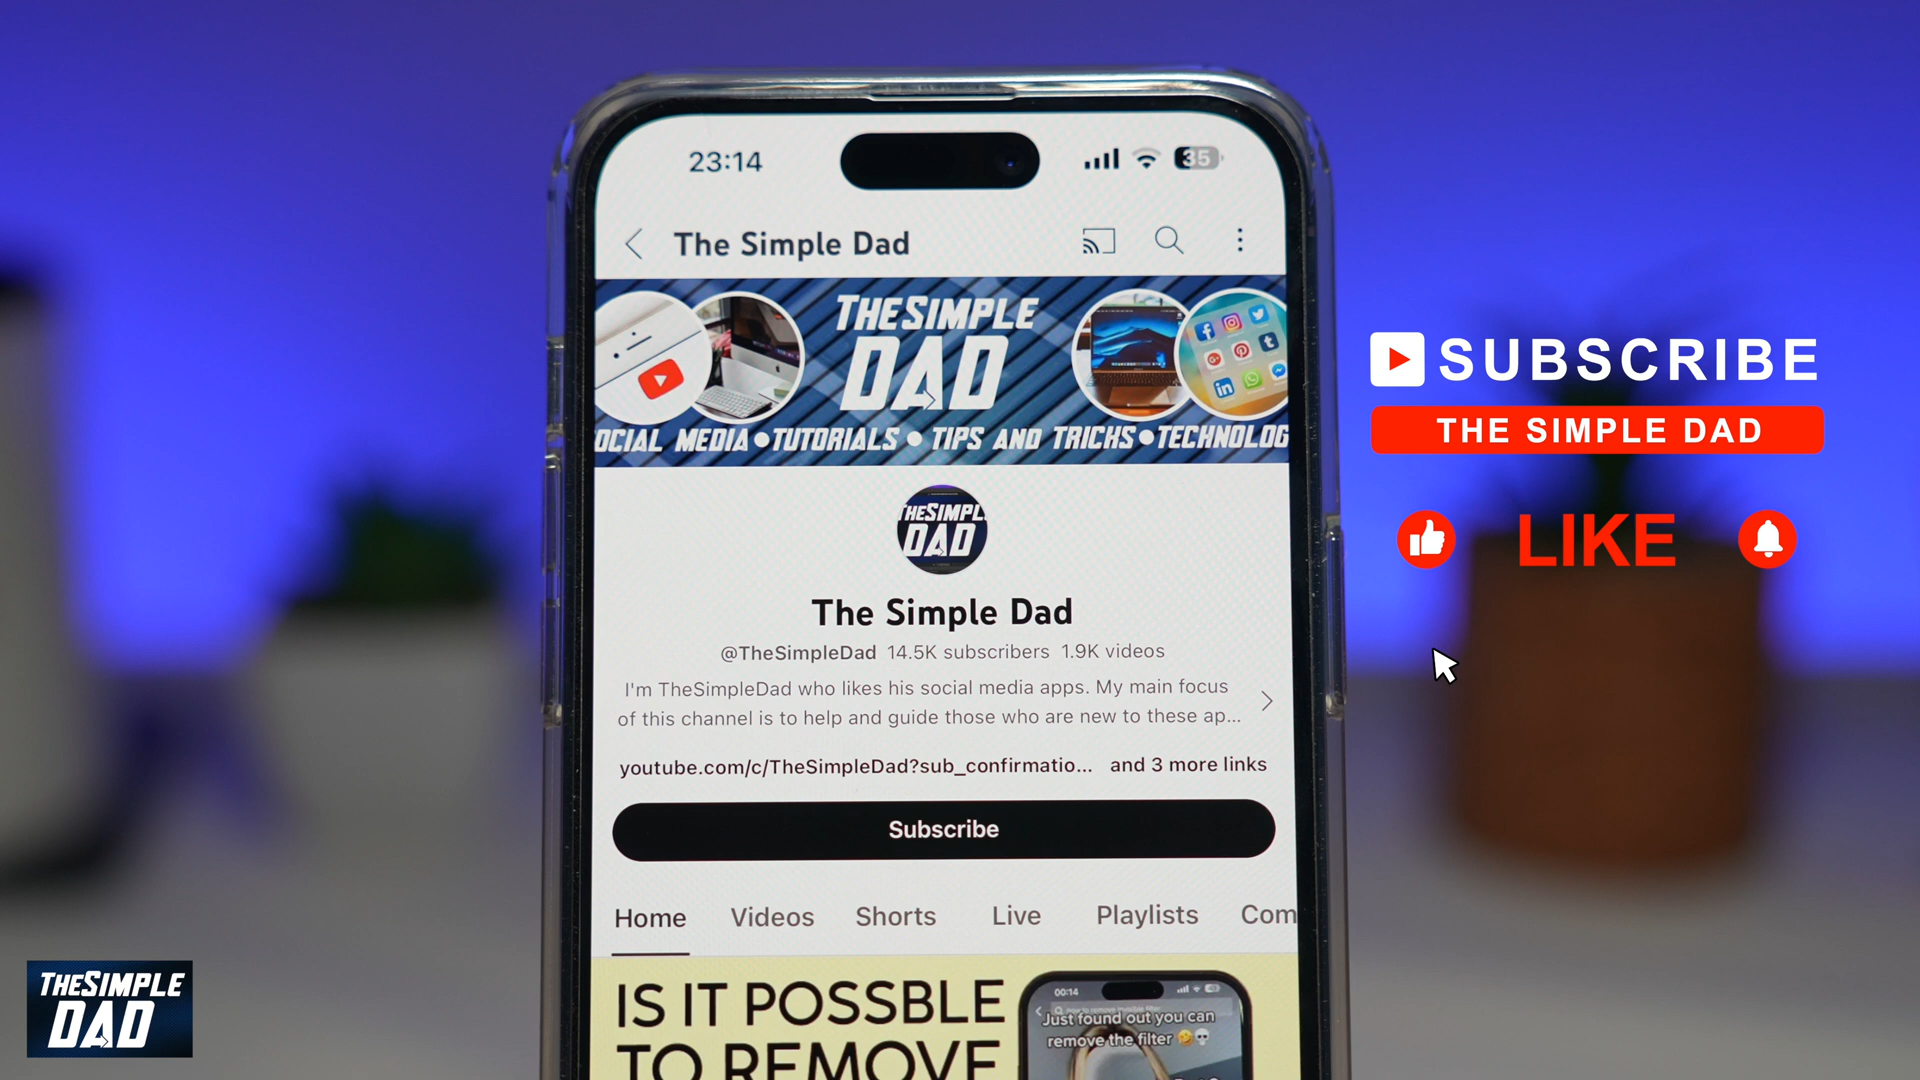 23:14
35
The Simple Dad
THESIMPLE
DAD
OCIAL MEDIA • TUTORIALS • TIPS AND TRICKS • TECHNOLOG
HESIMPL
DAD
The Simple Dad
@TheSimpleDad 14.5K subscribers 1.9K videos
I'm TheSimpleDad who likes his social media apps. My main focus
of this channel is to help and guide those who are new to these ap...
youtube.com/c/TheSimpleDad?sub_confirmatio... and 3 more links
Subscribe
Home Videos Shorts Live Playlists Com
IS IT POSSBLE
TO REMOVE
00:14
Just found out you can
remove the filter 🤣💀
SUBSCRIBE
THE SIMPLE DAD
LIKE
THESIMPLE
DAD